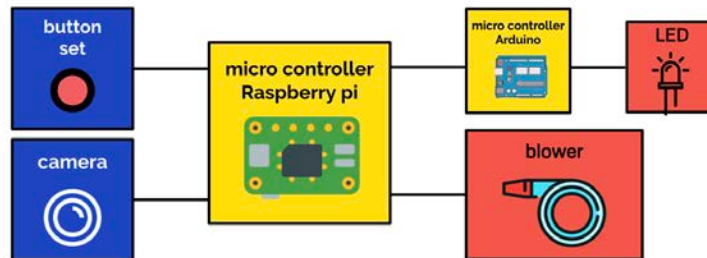 button
set
camera
micro controller
Raspberry pi
micro controller
Arduino
LED
blower